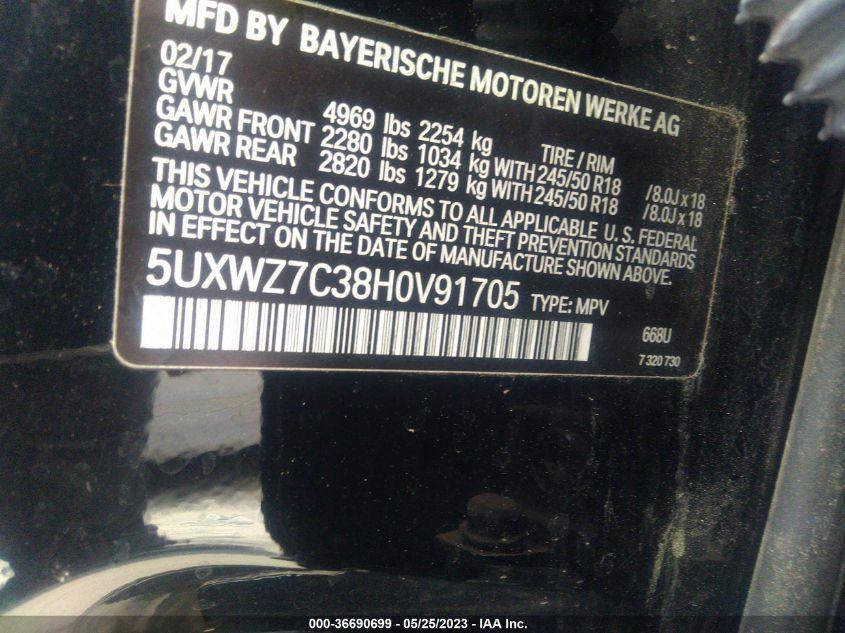 MFD BY BAYERISCHE MOTOREN WERKE AG
02/17
GVWR 4969 lbs 2254 kg TIRE / RIM
GAWR FRONT 2280 lbs 1034 kg WITH 245/50 R18 / 8.0J x 18
GAWR REAR 2820 lbs 1279 kg WITH 245/50 R18 / 8.0J x 18
THIS VEHICLE CONFORMS TO ALL APPLICABLE U. S. FEDERAL
MOTOR VEHICLE SAFETY AND THEFT PREVENTION STANDARDS
IN EFFECT ON THE DATE OF MANUFACTURE SHOWN ABOVE.
5UXWZ7C38H0V91705 TYPE: MPV
668U
7 320 730
000-36690699 / 05/25/2023 - IAA Inc.